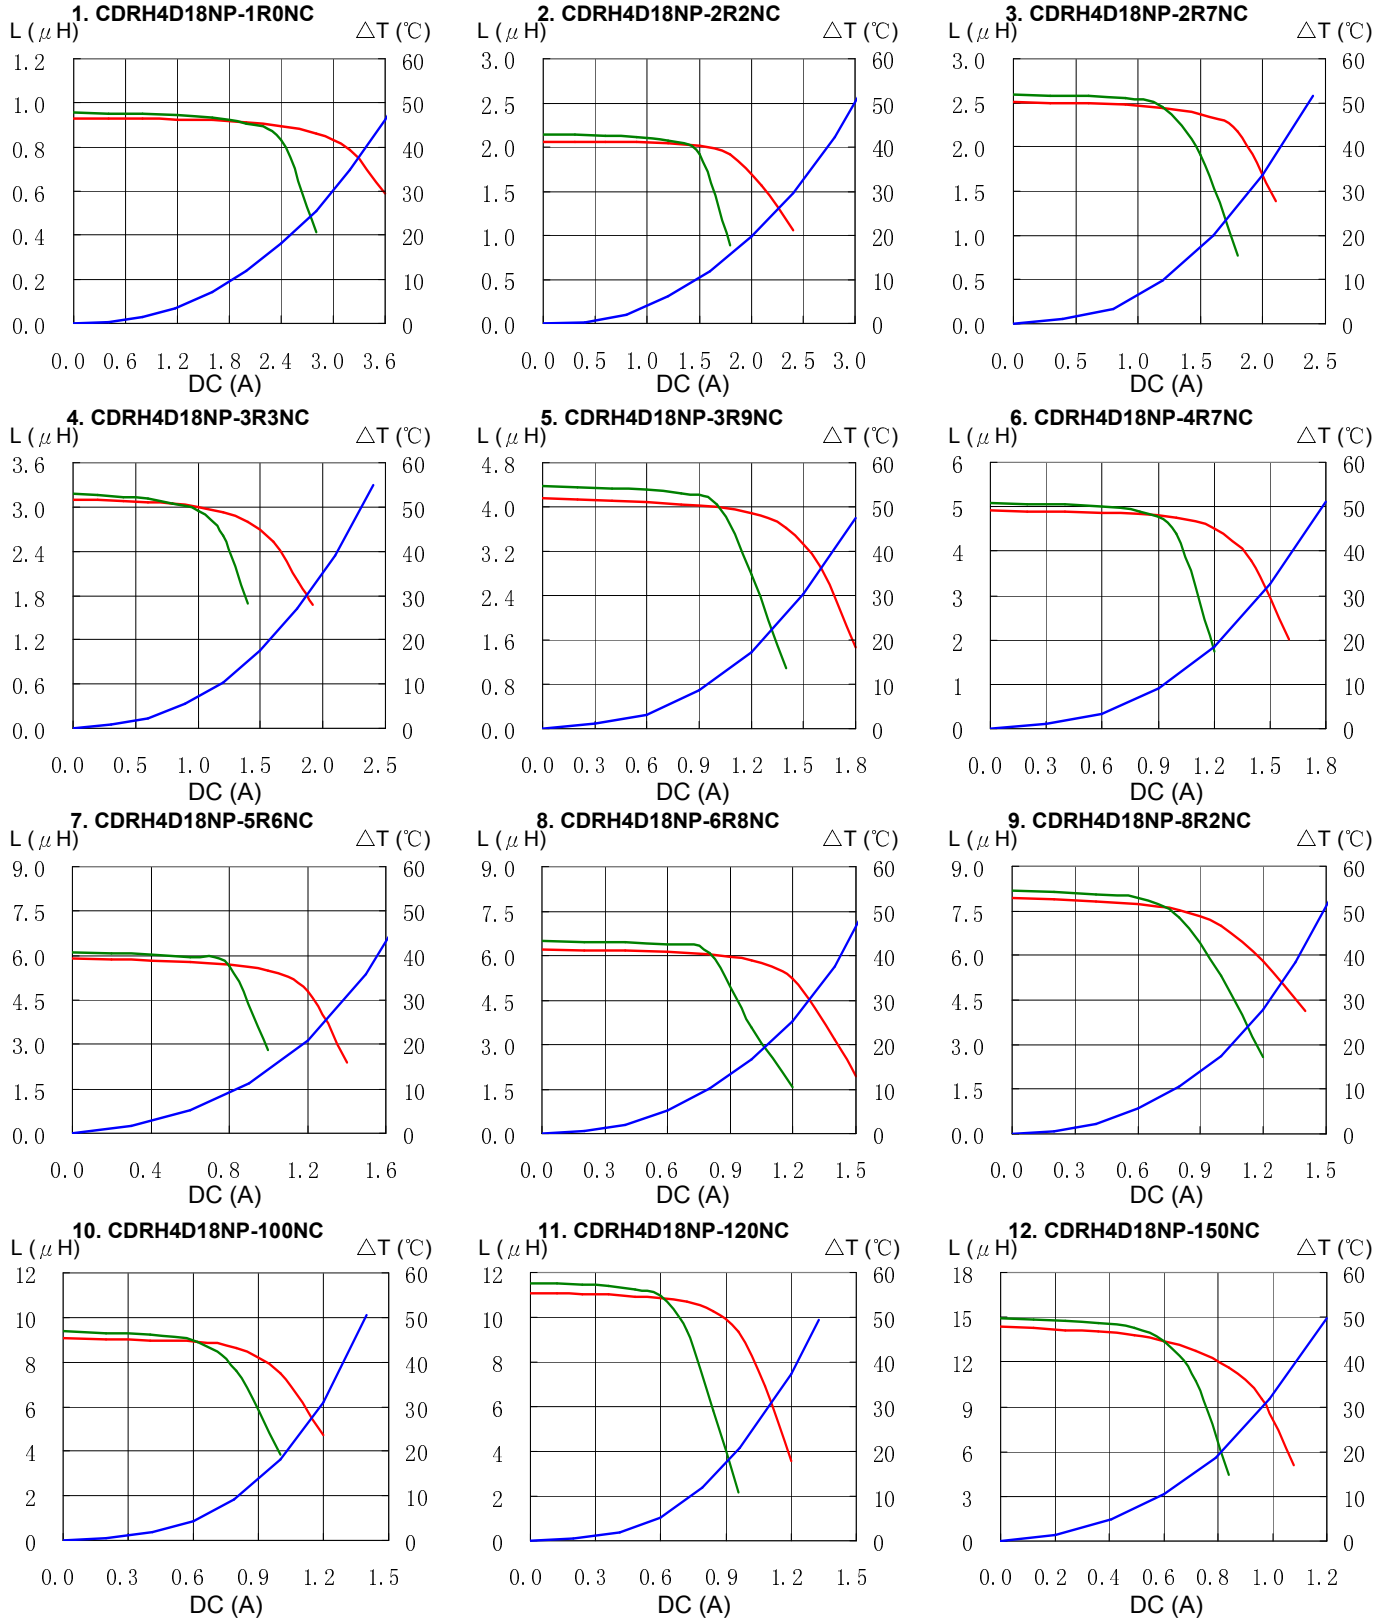 1. CDRH4D18NP-1R0NC
L (μ H) △T (℃)
1.2 60
1.0 50
0.8 40
0.6 30
0.4 20
0.2 10
0.0 0
0.0 0.6 1.2 1.8 2.4 3.0 3.6
DC (A)
2. CDRH4D18NP-2R2NC
L (μ H) △T (℃)
3.0 60
2.5 50
2.0 40
1.5 30
1.0 20
0.5 10
0.0 0
0.0 0.5 1.0 1.5 2.0 2.5 3.0
DC (A)
3. CDRH4D18NP-2R7NC
L (μ H) △T (℃)
3.0 60
2.5 50
2.0 40
1.5 30
1.0 20
0.5 10
0.0 0
0.0 0.5 1.0 1.5 2.0 2.5
DC (A)
4. CDRH4D18NP-3R3NC
L (μ H) △T (℃)
3.6 60
3.0 50
2.4 40
1.8 30
1.2 20
0.6 10
0.0 0
0.0 0.5 1.0 1.5 2.0 2.5
DC (A)
5. CDRH4D18NP-3R9NC
L (μ H) △T (℃)
4.8 60
4.0 50
3.2 40
2.4 30
1.6 20
0.8 10
0.0 0
0.0 0.3 0.6 0.9 1.2 1.5 1.8
DC (A)
6. CDRH4D18NP-4R7NC
L (μ H) △T (℃)
6 60
5 50
4 40
3 30
2 20
1 10
0 0
0.0 0.3 0.6 0.9 1.2 1.5 1.8
DC (A)
7. CDRH4D18NP-5R6NC
L (μ H) △T (℃)
9.0 60
7.5 50
6.0 40
4.5 30
3.0 20
1.5 10
0.0 0
0.0 0.4 0.8 1.2 1.6
DC (A)
8. CDRH4D18NP-6R8NC
L (μ H) △T (℃)
9.0 60
7.5 50
6.0 40
4.5 30
3.0 20
1.5 10
0.0 0
0.0 0.3 0.6 0.9 1.2 1.5
DC (A)
9. CDRH4D18NP-8R2NC
L (μ H) △T (℃)
9.0 60
7.5 50
6.0 40
4.5 30
3.0 20
1.5 10
0.0 0
0.0 0.3 0.6 0.9 1.2 1.5
DC (A)
10. CDRH4D18NP-100NC
L (μ H) △T (℃)
12 60
10 50
8 40
6 30
4 20
2 10
0 0
0.0 0.3 0.6 0.9 1.2 1.5
DC (A)
11. CDRH4D18NP-120NC
L (μ H) △T (℃)
12 60
10 50
8 40
6 30
4 20
2 10
0 0
0.0 0.3 0.6 0.9 1.2 1.5
DC (A)
12. CDRH4D18NP-150NC
L (μ H) △T (℃)
18 60
15 50
12 40
9 30
6 20
3 10
0 0
0.0 0.2 0.4 0.6 0.8 1.0 1.2
DC (A)